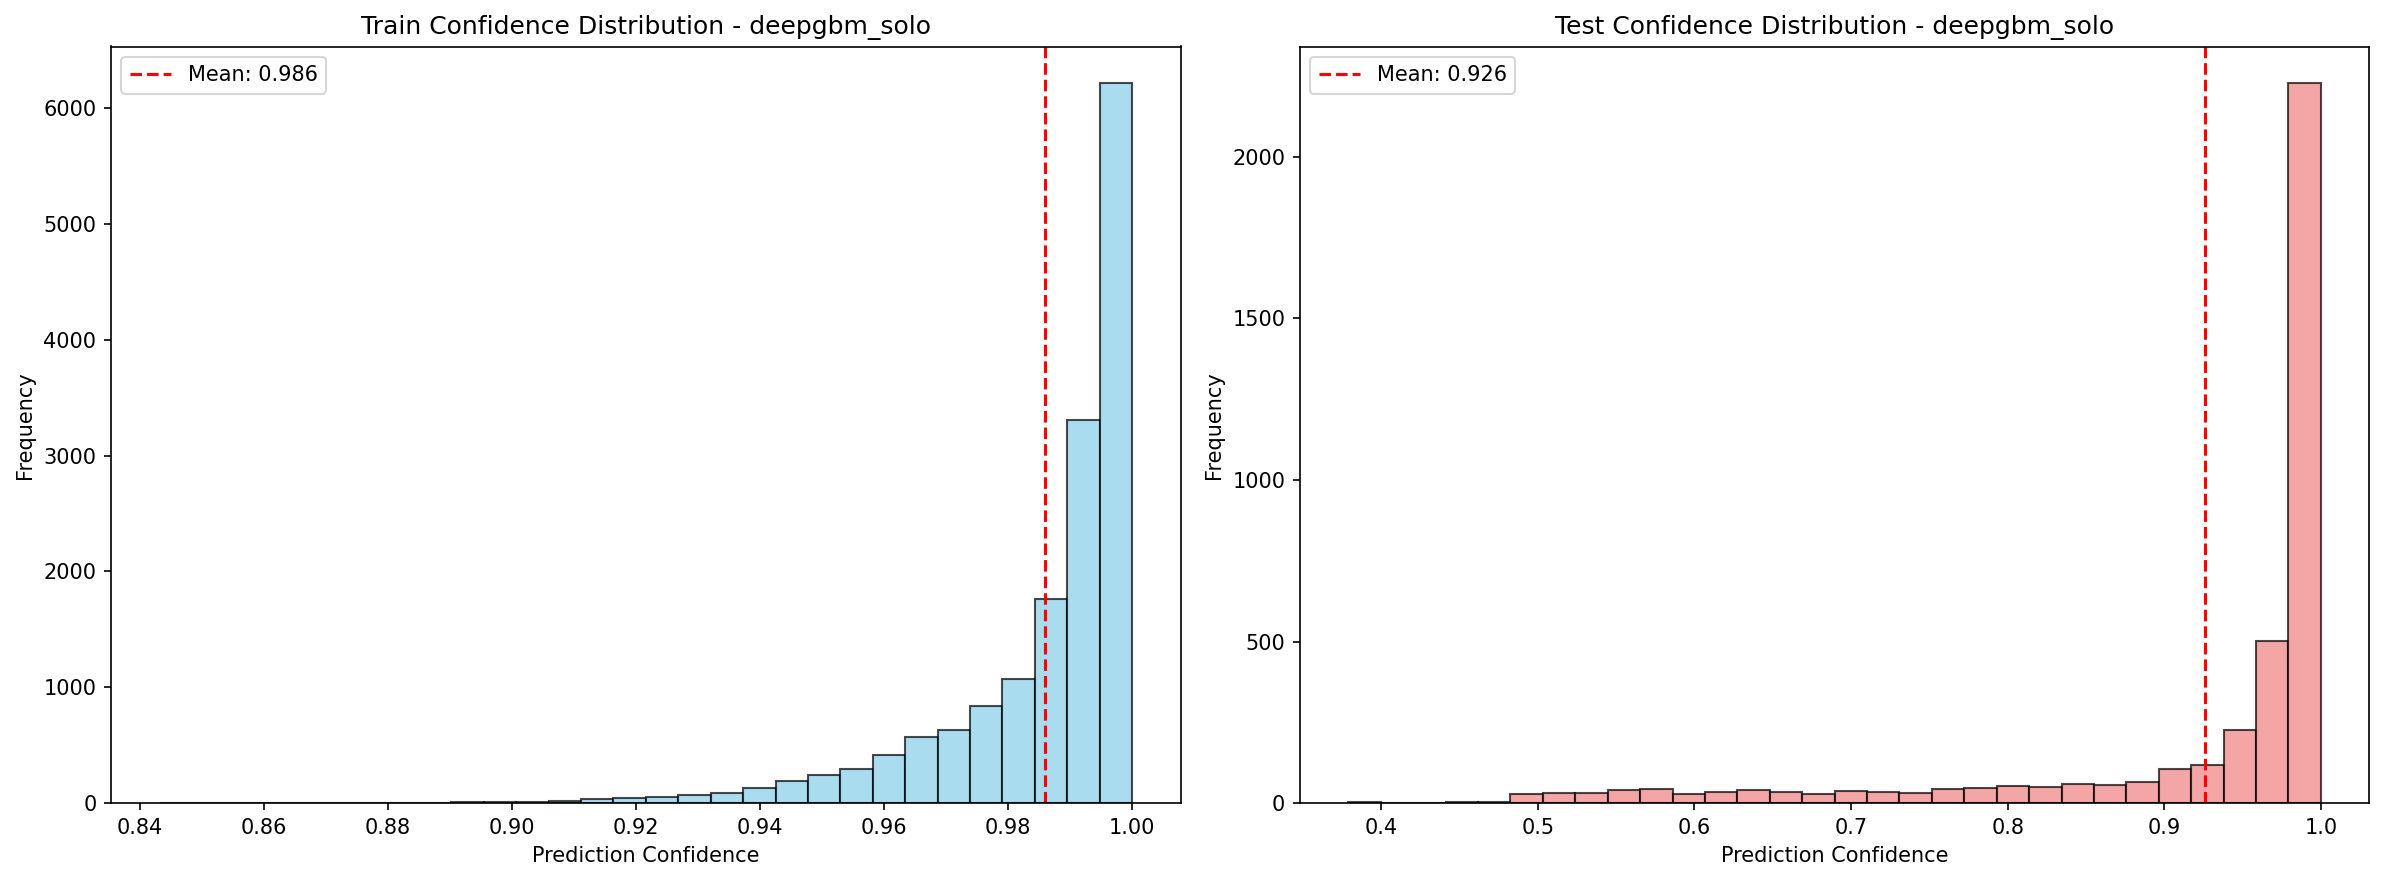 Train Confidence Distribution - deepgbm_solo
Mean: 0.986
Frequency
6000
5000
4000
3000
2000
1000
0
0.84 0.86 0.88 0.90 0.92 0.94 0.96 0.98 1.00
Prediction Confidence
Test Confidence Distribution - deepgbm_solo
Mean: 0.926
Frequency
2000
1500
1000
500
0
0.4 0.5 0.6 0.7 0.8 0.9 1.0
Prediction Confidence